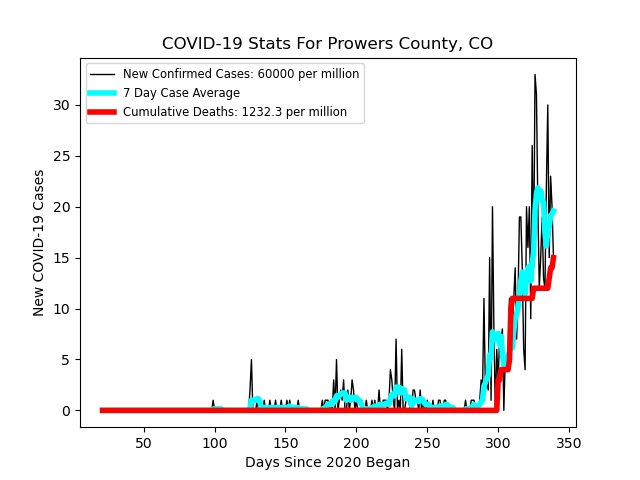 COVID-19 Stats For Prowers County, CO
New Confirmed Cases: 60000 per million
7 Day Case Average
Cumulative Deaths: 1232.3 per million
New COVID-19 Cases
30
25
20
15
10
5
0
50 100 150 200 250 300 350
Days Since 2020 Began